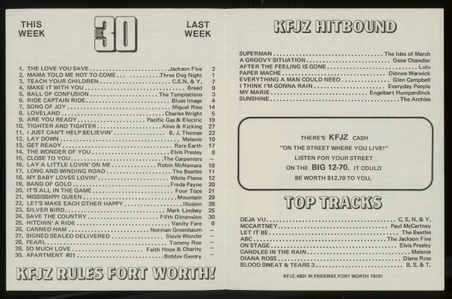 THIS WEEK
30
LAST WEEK
1. THE LOVE YOU SAVE Jackson Five 2
2. MAMA TOLD ME NOT TO COME Three Dog Night 1
3. TEACH YOUR CHILDREN C,S,N, & Y. 7
4. MAKE IT WITH YOU Bread 9
5. BALL OF CONFUSION The Temptations 3
6. RIDE CAPTAIN RIDE Blues Image 4
7. SONG OF JOY Miguel Rios 14
8. LOVELAND Charles Wright 5
9. ARE YOU READY Pacific Gas & Electric 19
10. TIGHTER AND TIGHTER Alive & Kicking 27
11. I JUST CAN'T HELP BELIEVIN' B.J. Thomas 22
12. LAY DOWN Melanie 10
13. GET READY Rare Earth 17
14. THE WONDER OF YOU Elvis Presley 8
15. CLOSE TO YOU The Carpenters –
16. LAY A LITTLE LOVIN' ON ME Robin McNamara 18
17. LONG AND WINDING ROAD The Beatles 11
18. MY BABY LOVES LOVIN' White Plains 12
19. BAND OF GOLD Freda Payne 20
20. IT'S ALL IN THE GAME Four Tops 21
21. MISSISSIPPI QUEEN Mountain
22. LET'S MAKE EACH OTHER HAPPY Illusion
23. SILVER BIRD Mark Lindsay
24. SAVE THE COUNTRY Fifth Dimension
25. HITCHIN' A RIDE Vanity Fare 6
26. CANNED HAM Norman Greenbaum –
27. SIGNED SEALED DELIVERED Stevie Wonder –
28. PEARL Tommy Roe –
29. SO MUCH LOVE Faith Hope & Charity –
30. APARTMENT #21 Bobbie Gentry –
KFJZ RULES FORT WORTH!
KFJZ HITBOUND
SUPERMAN The Ides of March
A GROOVY SITUATION Gene Chandler
AFTER THE FEELING IS GONE Lulu
PAPER MACHE Dionne Warwick
EVERYTHING A MAN COULD NEED Glen Campbell
I THINK I'M GONNA RAIN Everyday People
MY MARIE Engelbert Humperdinck
SUNSHINE The Archies
THERE'S KFJZ CASH
"ON THE STREET WHERE YOU LIVE!"
LISTEN FOR YOUR STREET
ON THE BIG 12-70. IT COULD
BE WORTH $12.70 TO YOU.
TOP TRACKS
DEJA VU C, S, N, & Y.
MCCARTNEY Paul McCartney
LET IT BE The Beatles
ABC The Jackson Five
ON STAGE Elvis Presley
CANDLES IN THE RAIN Melanie
DIANA ROSS Diana Ross
BLOOD SWEAT & TEARS 3 B, S, & T.
KFJZ, 4801 W. FREEWAY, FORT WORTH 76101